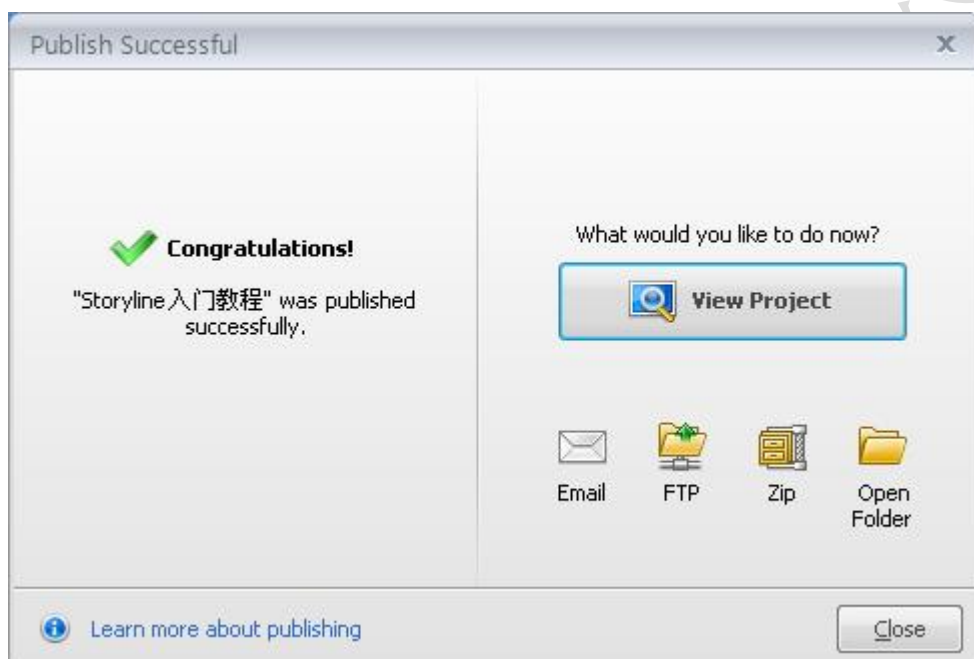 Publish Successful
Congratulations!
"Storyline入门教程" was published
successfully.
What would you like to do now?
View Project
Email
FTP
Zip
Open
Folder
Learn more about publishing
Close